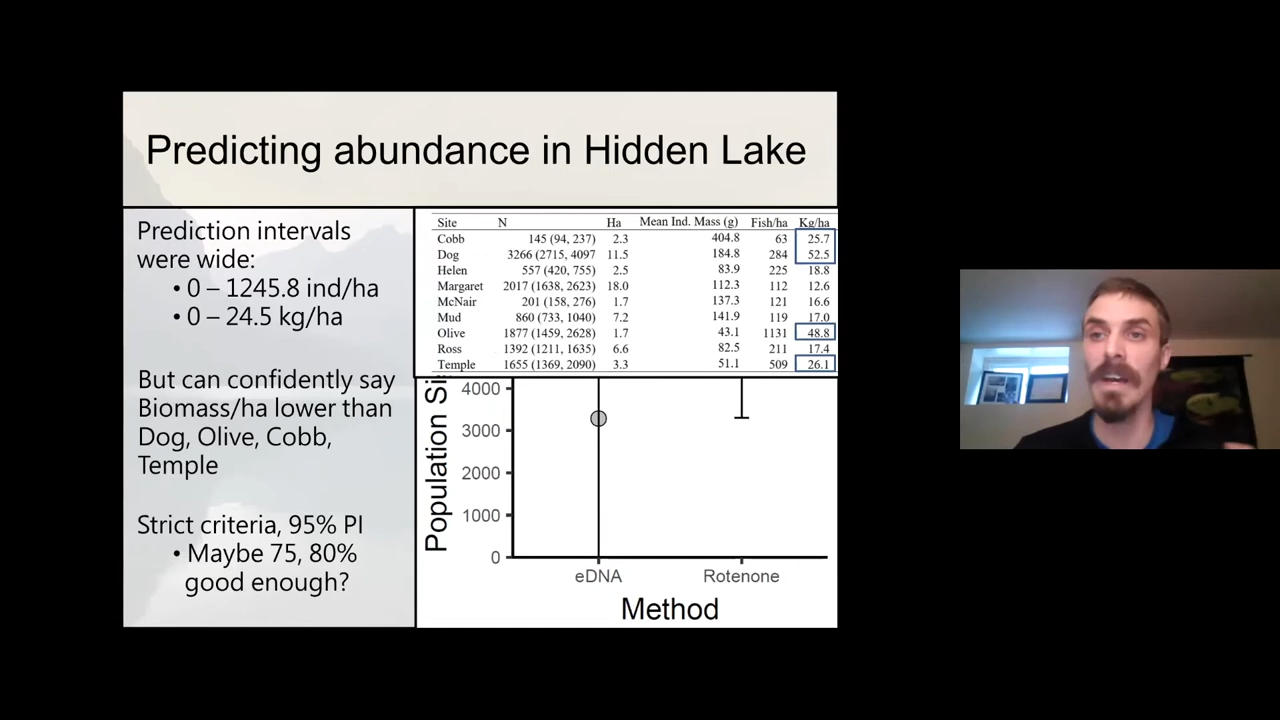 Predicting abundance in Hidden Lake
Prediction intervals
were wide:
• 0 – 1245.8 ind/ha
• 0 – 24.5 kg/ha
But can confidently say
Biomass/ha lower than
Dog, Olive, Cobb,
Temple
Strict criteria, 95% PI
• Maybe 75, 80%
good enough?
Site N Ha Mean Ind. Mass (g) Fish/ha Kg/ha
Cobb 145 (94, 237) 2.3 404.8 63 25.7
Dog 3266 (2715, 4097 11.5 184.8 284 52.5
Helen 557 (420, 755) 2.5 83.9 225 18.8
Margaret 2017 (1638, 2623) 18.0 112.3 112 12.6
McNair 201 (158, 276) 1.7 137.3 121 16.6
Mud 860 (733, 1040) 7.2 141.9 119 17.0
Olive 1877 (1459, 2628) 1.7 43.1 1131 48.8
Ross 1392 (1211, 1635) 6.6 82.5 211 17.4
Temple 1655 (1369, 2090) 3.3 51.1 509 26.1
Population Si
4000
3000
2000
1000
0
eDNA Rotenone
Method